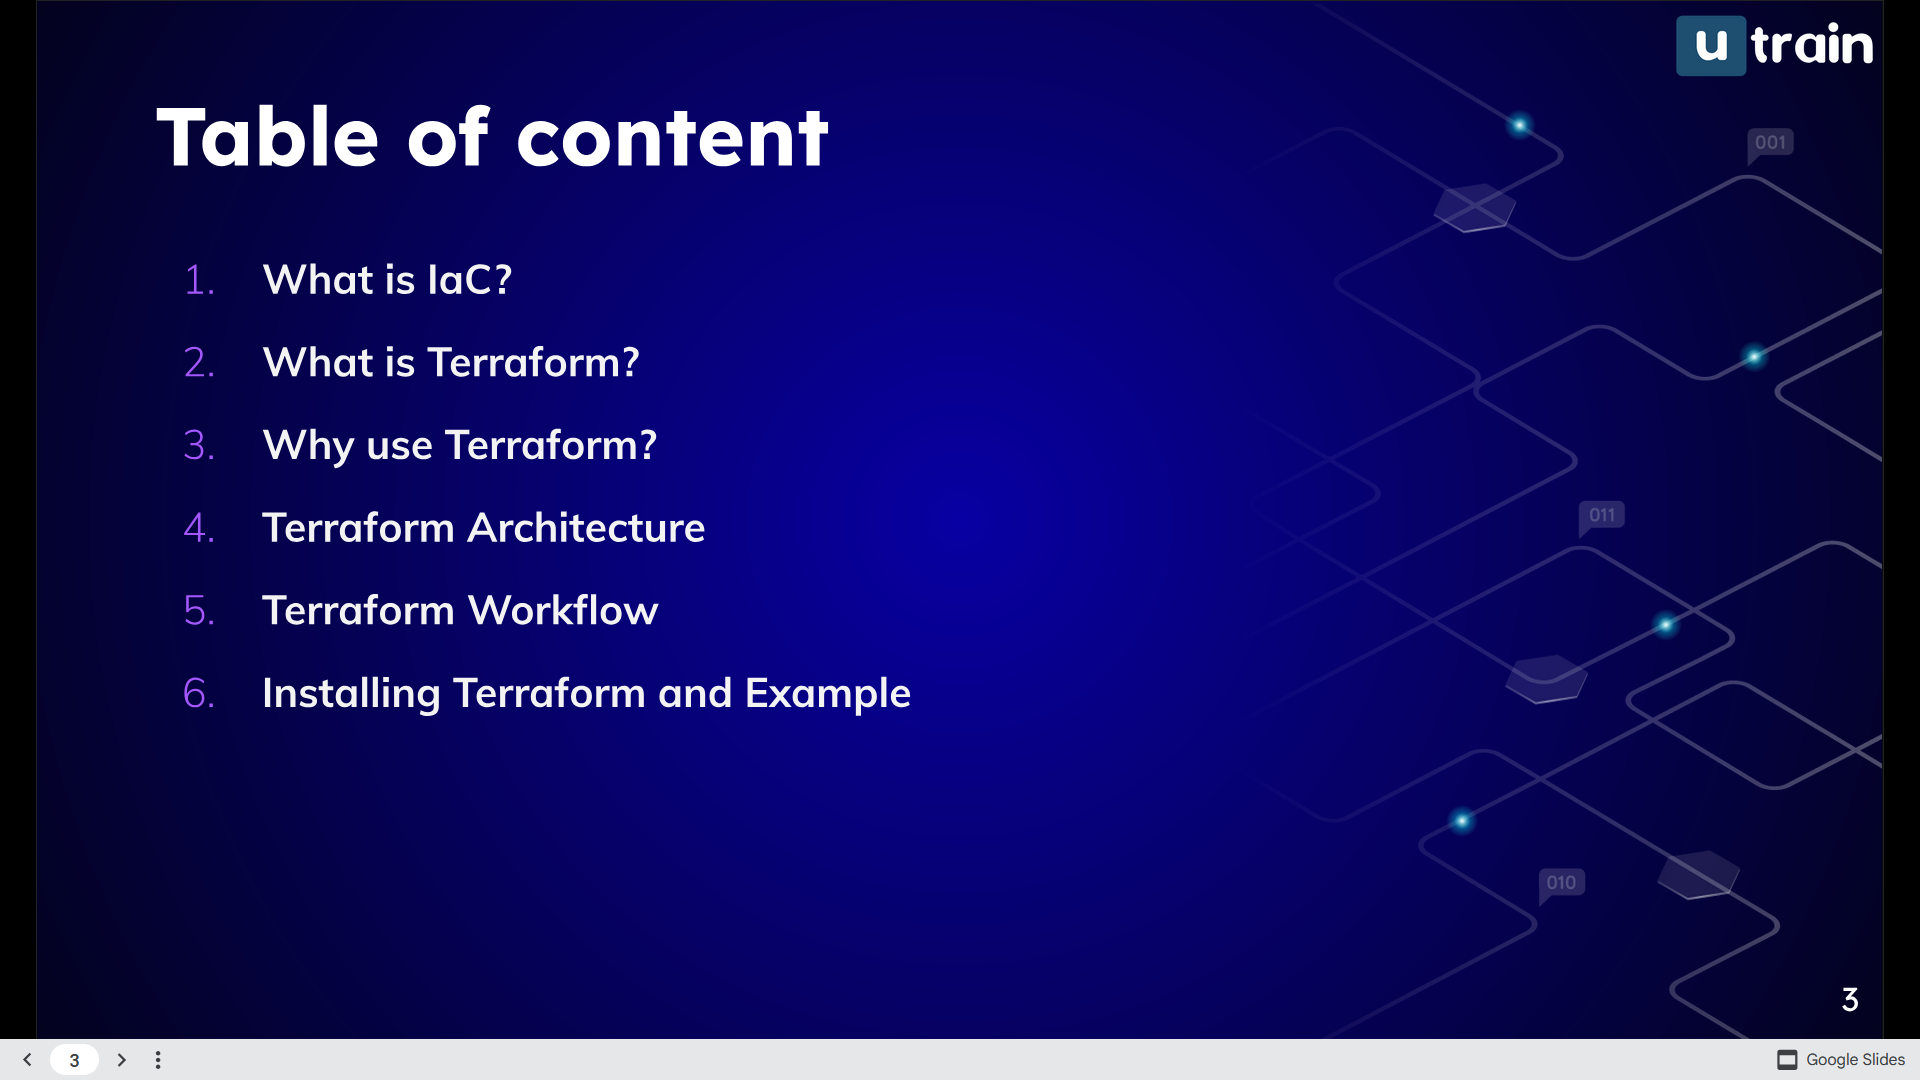 u train
Table of content
001
1. What is IaC?
2. What is Terraform?
3. Why use Terraform?
4. Terraform Architecture
011
5. Terraform Workflow
6. Installing Terraform and Example
010
3
3
Google Slides